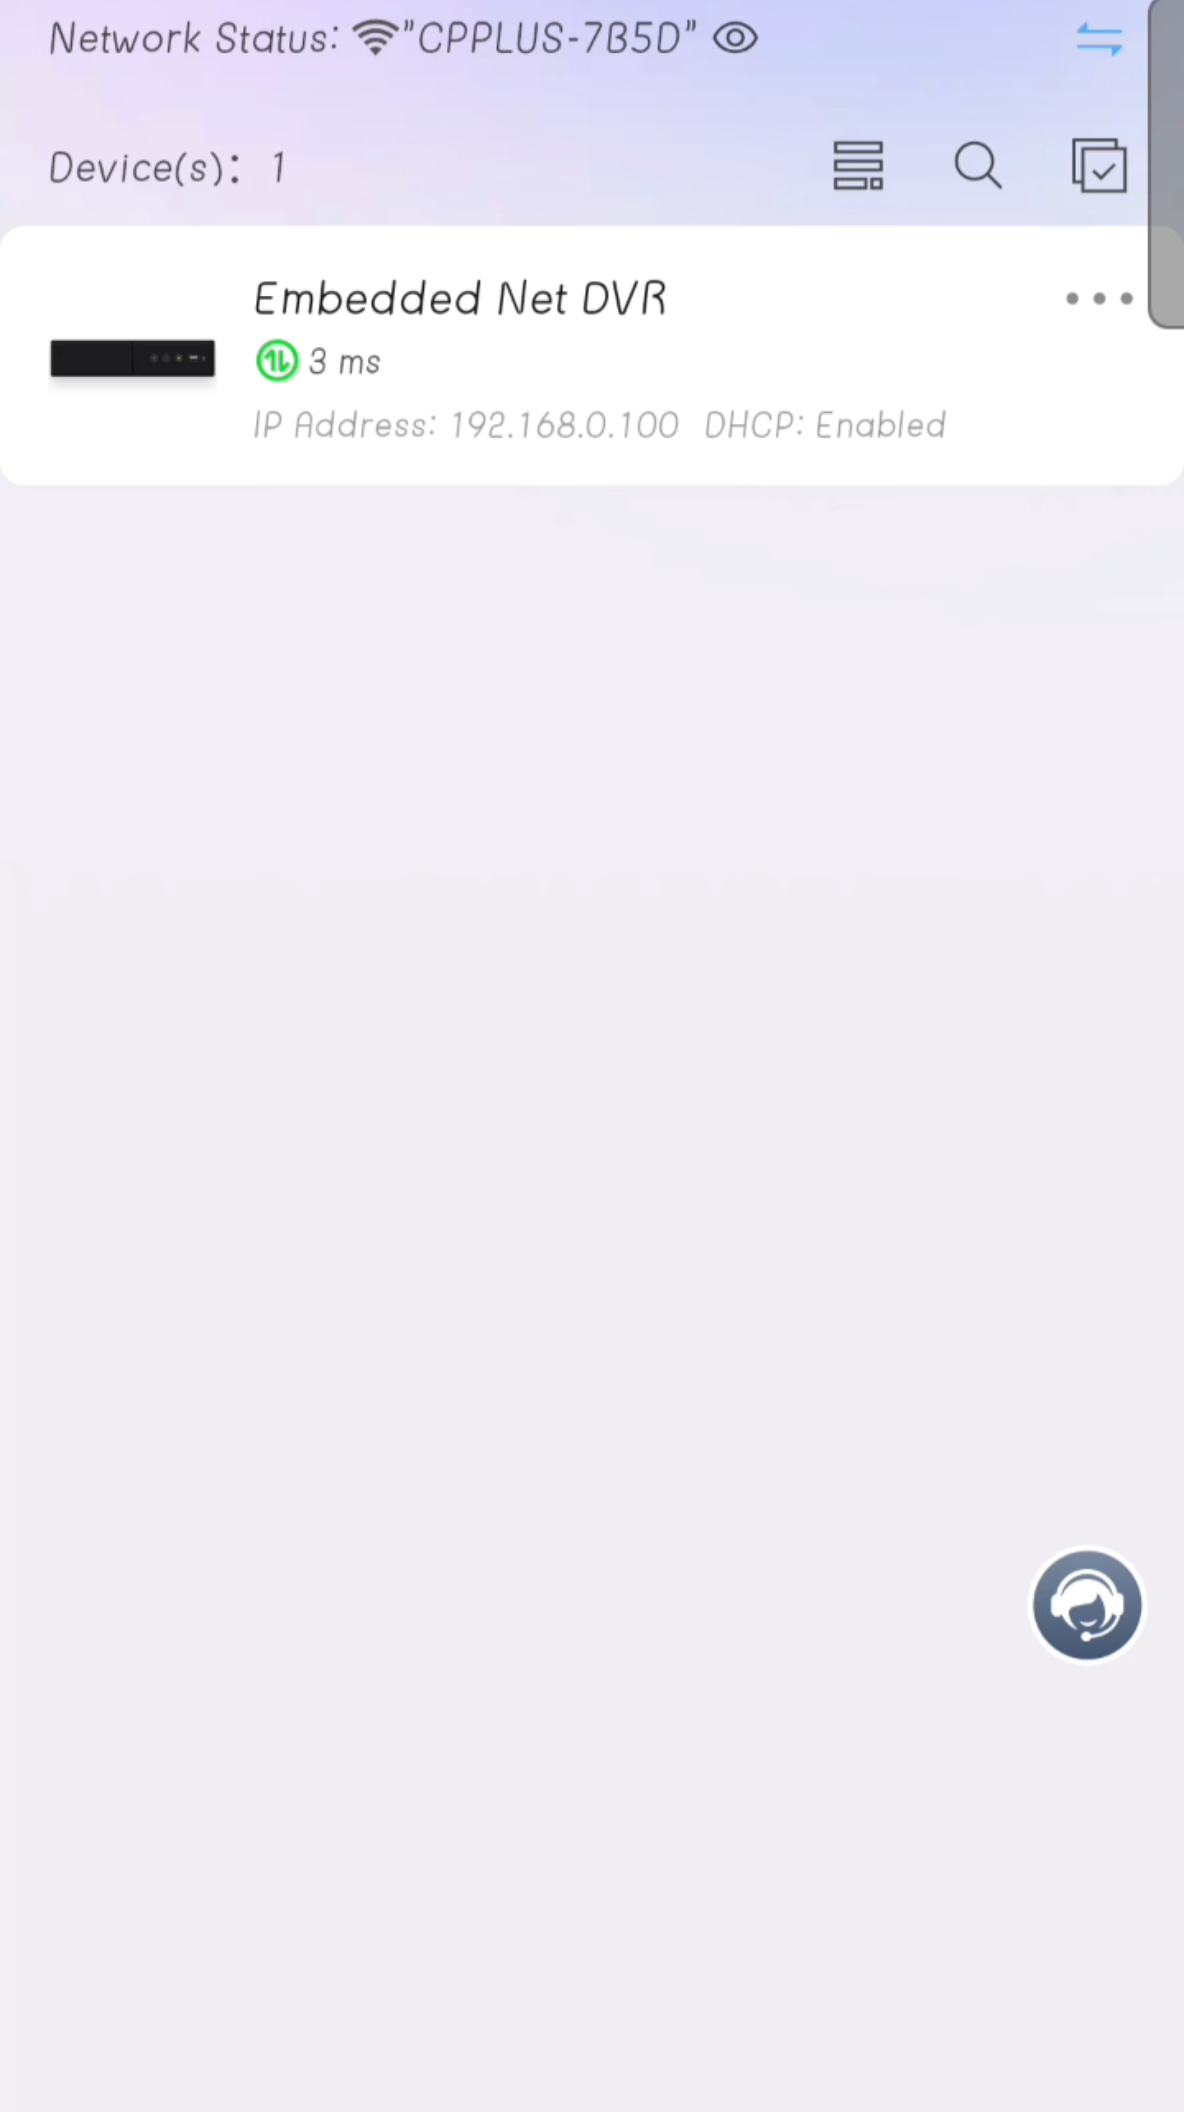 Network Status: "CPPLUS-7B5D"
Device(s): 1
Embedded Net DVR
3 ms
IP Address: 192.168.0.100 DHCP: Enabled